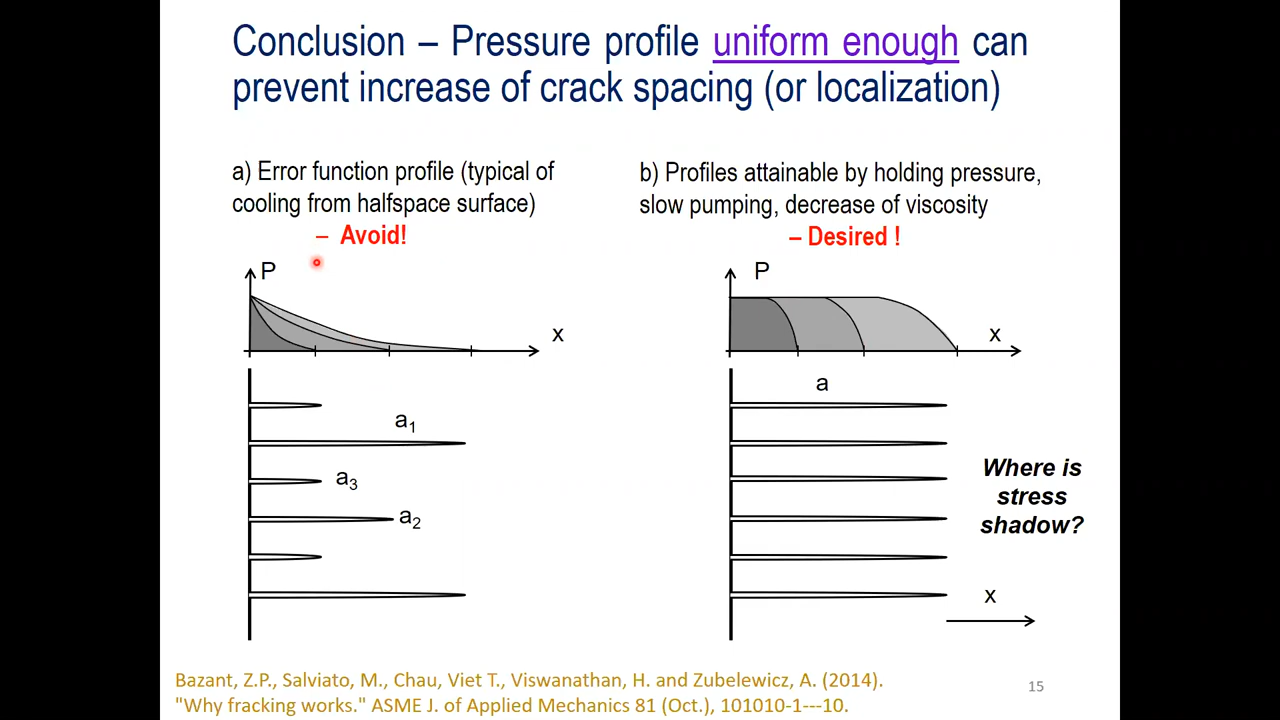 Conclusion – Pressure profile uniform enough can
prevent increase of crack spacing (or localization)
a) Error function profile (typical of
cooling from halfspace surface)
– Avoid!
P
x
a1
a3
a2
b) Profiles attainable by holding pressure,
slow pumping, decrease of viscosity
– Desired !
P
x
a
Where is
stress
shadow?
x
Bazant, Z.P., Salviato, M., Chau, Viet T., Viswanathan, H. and Zubelewicz, A. (2014).
"Why fracking works." ASME J. of Applied Mechanics 81 (Oct.), 101010-1---10.
15